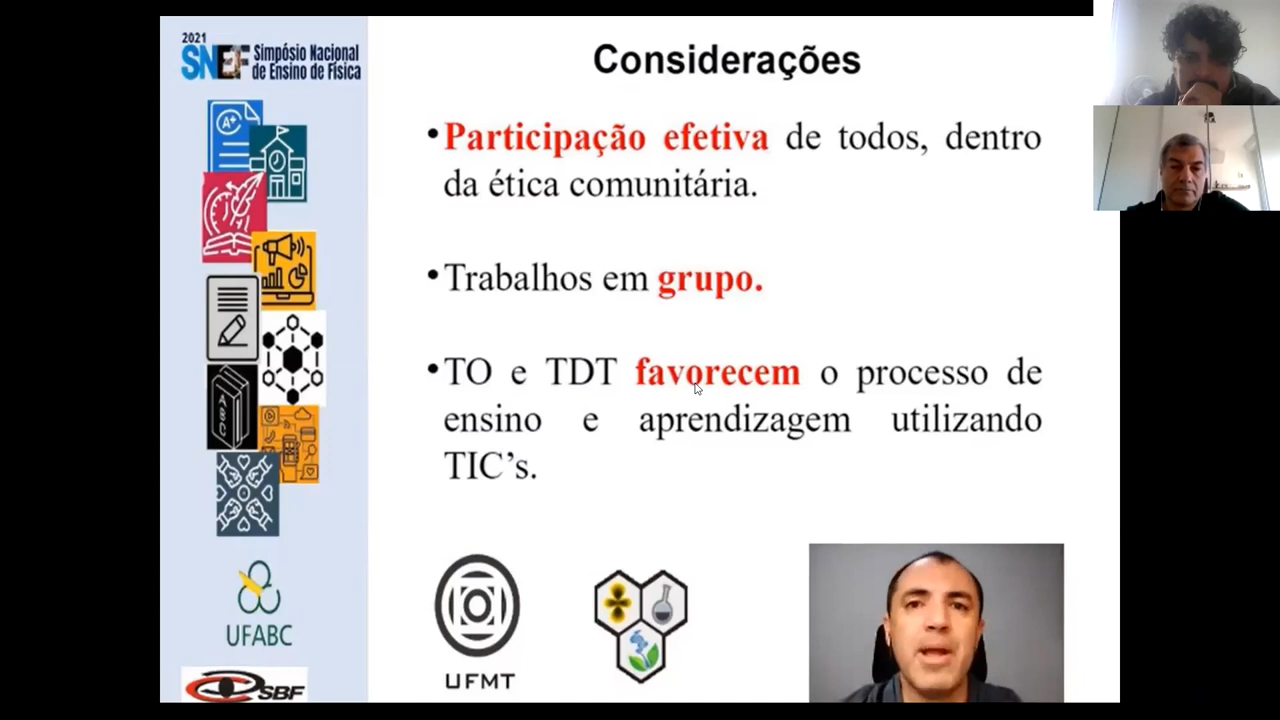 2021
SNEF Simpósio Nacional
de Ensino de Física
Considerações
•Participação efetiva de todos, dentro
da ética comunitária.
•Trabalhos em grupo.
•TO e TDT favorecem o processo de
ensino e aprendizagem utilizando
TIC’s.
A+
A B C
UFABC
SBF
UFMT